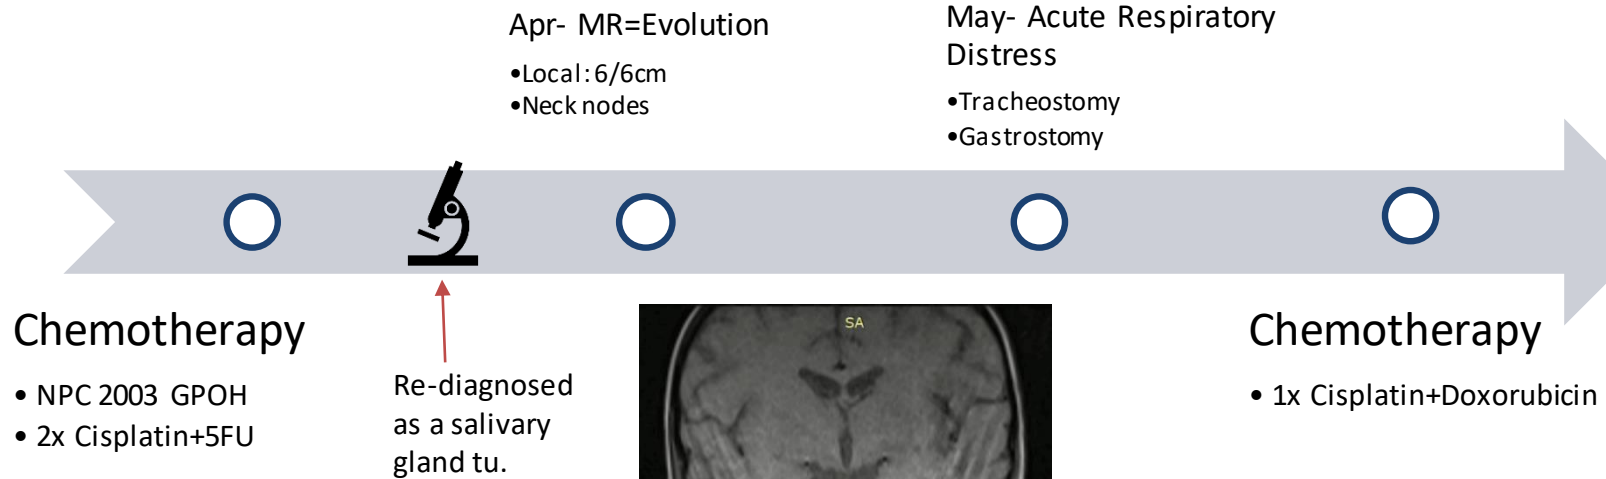 Apr- MR=Evolution
•Local: 6/6cm
•Neck nodes
May- Acute Respiratory
Distress
•Tracheostomy
•Gastrostomy
Chemotherapy
• NPC 2003 GPOH
• 2x Cisplatin+5FU
Re-diagnosed
as a salivary
gland tu.
SA
Chemotherapy
• 1x Cisplatin+Doxorubicin